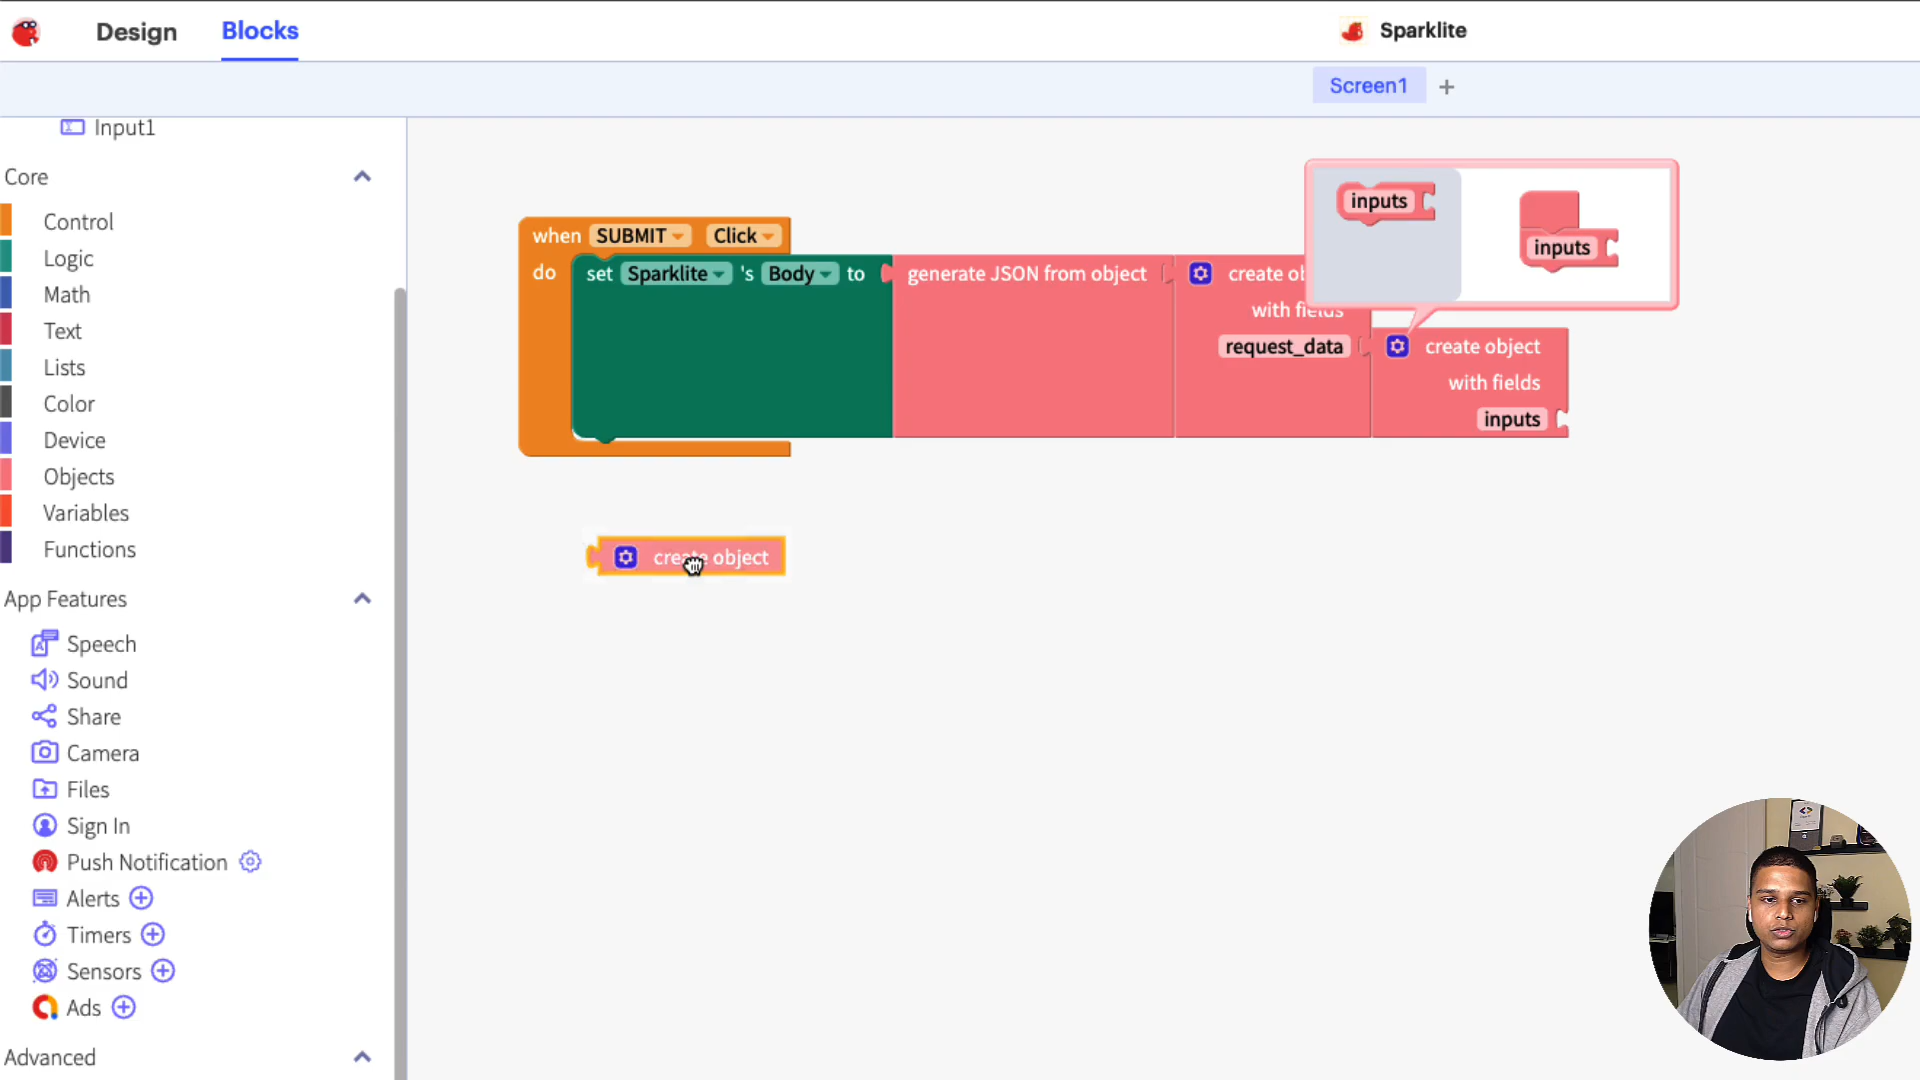 Design
Blocks
Sparklite
Screen1 +
Input1
Core
Control
Logic
Math
Text
Lists
Color
Device
Objects
Variables
Functions
App Features
Speech
Sound
Share
Camera
Files
Sign In
Push Notification
Alerts
Timers
Sensors
Ads
Advanced
when SUBMIT Click
do set Sparklite 's Body to generate JSON from object
with fields
request_data
create object
with fields
inputs
inputs
inputs
create object